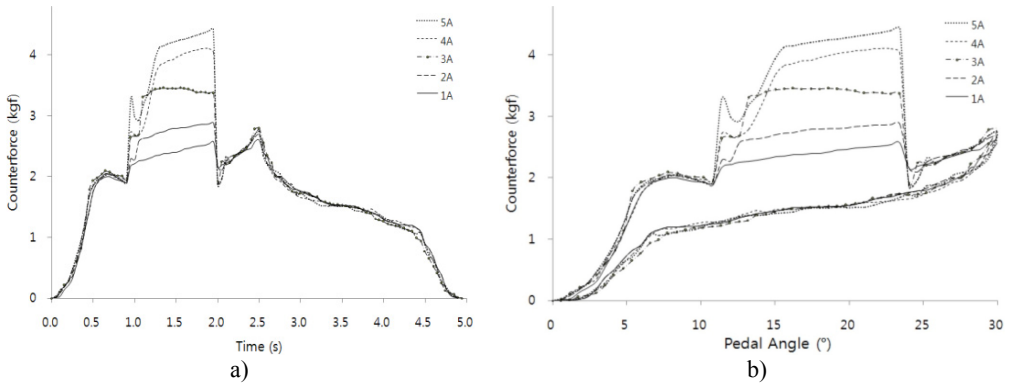 Counterforce (kgf)
4
3
2
1
0
0.0 0.5 1.0 1.5 2.0 2.5 3.0 3.5 4.0 4.5 5.0
Time (s)
5A
4A
3A
2A
1A
a)
Counterforce (kgf)
4
3
2
1
0
0 5 10 15 20 25 30
Pedal Angle (°)
5A
4A
3A
2A
1A
b)